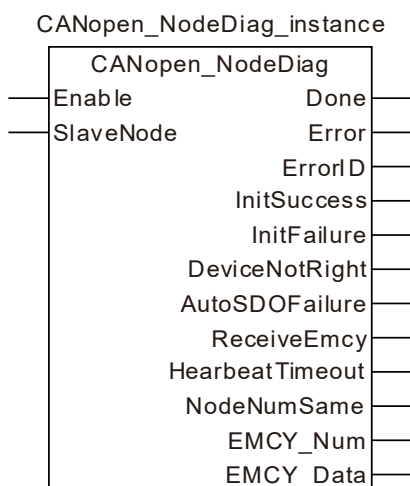 CANopen_NodeDiag_instance
CANopen_NodeDiag
Enable Done
SlaveNode Error
ErrorID
InitSuccess
InitFailure
DeviceNotRight
AutoSDOFailure
ReceiveEmcy
HearbeatTimeout
NodeNumSame
EMCY_Num
EMCY_Data